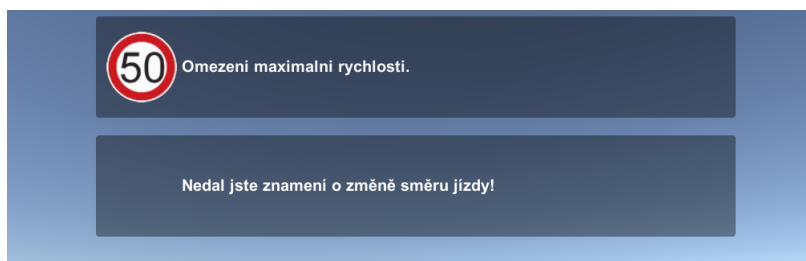 50
Omezeni maximalni rychlosti.
Nedal jste znamení o změně směru jízdy!